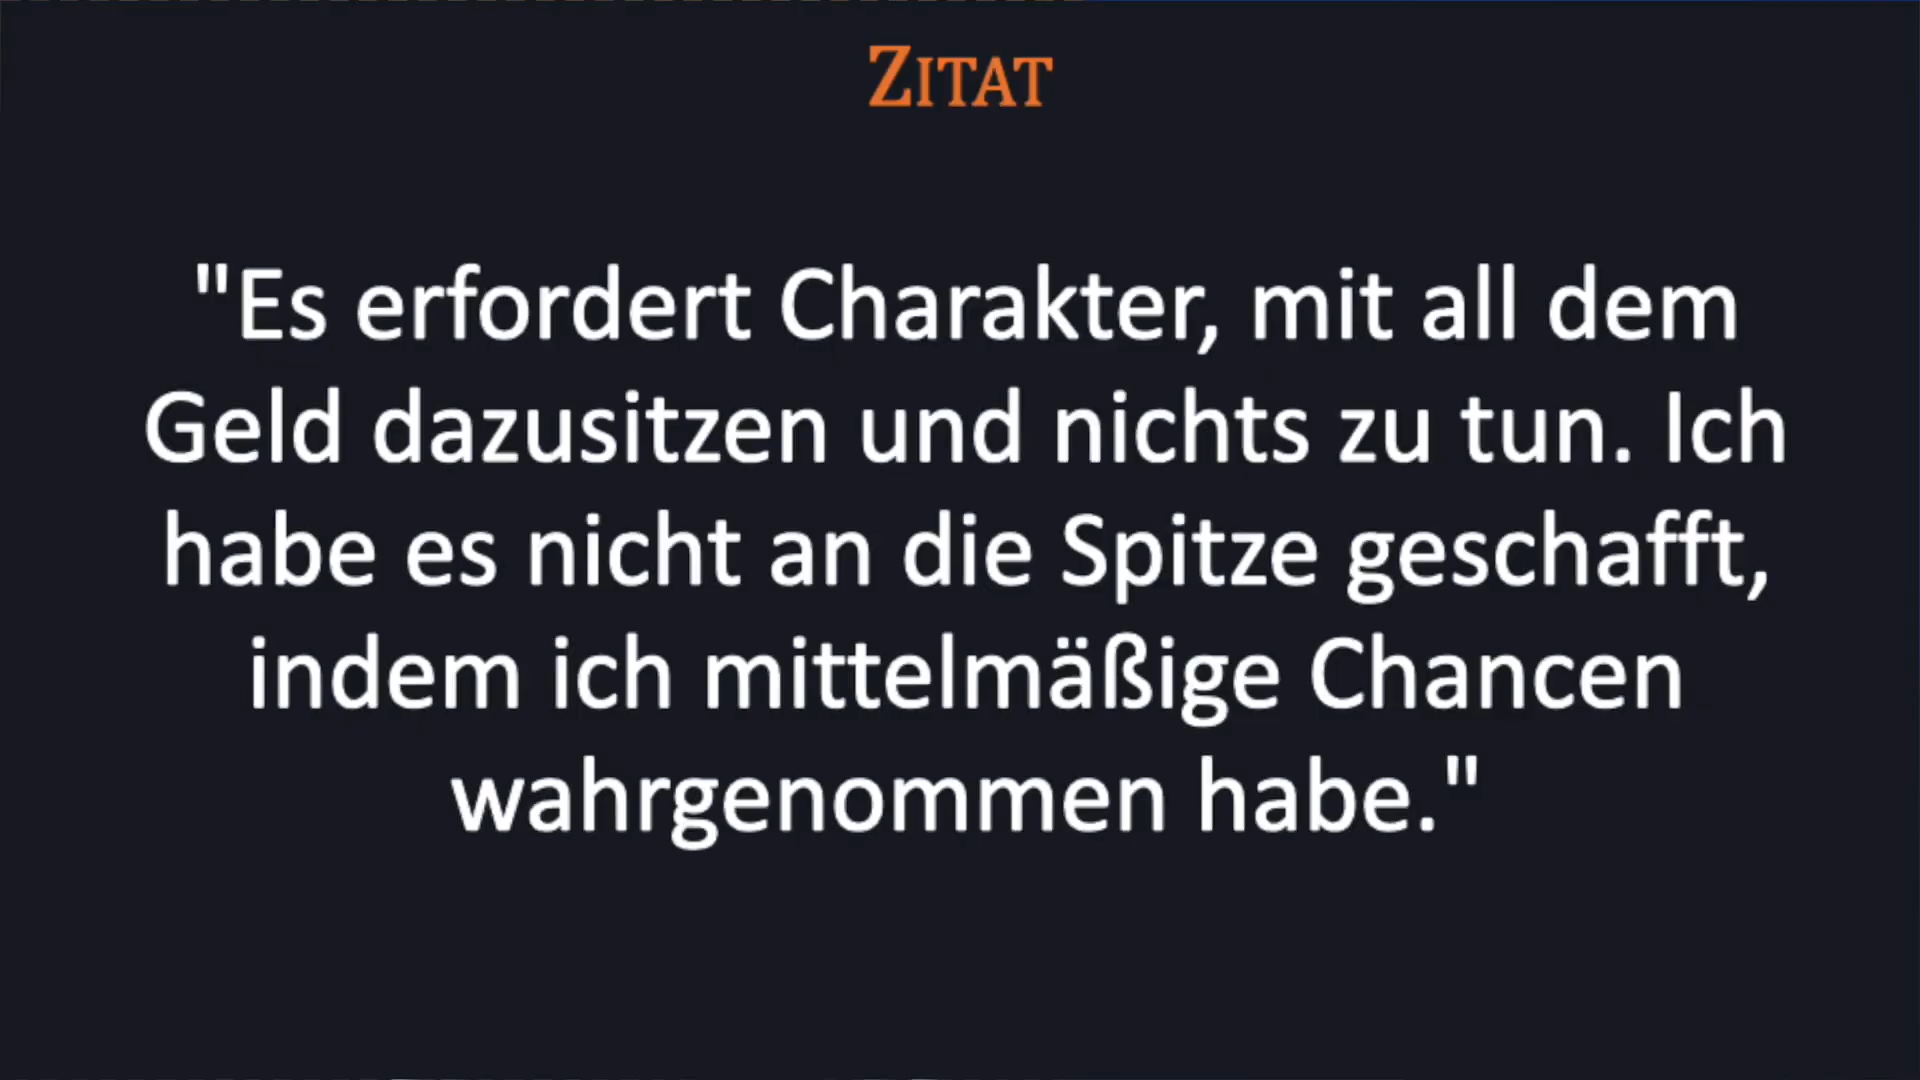 ZITAT
"Es erfordert Charakter, mit all dem
Geld dazusitzen und nichts zu tun. Ich
habe es nicht an die Spitze geschafft,
indem ich mittelmäßige Chancen
wahrgenommen habe."